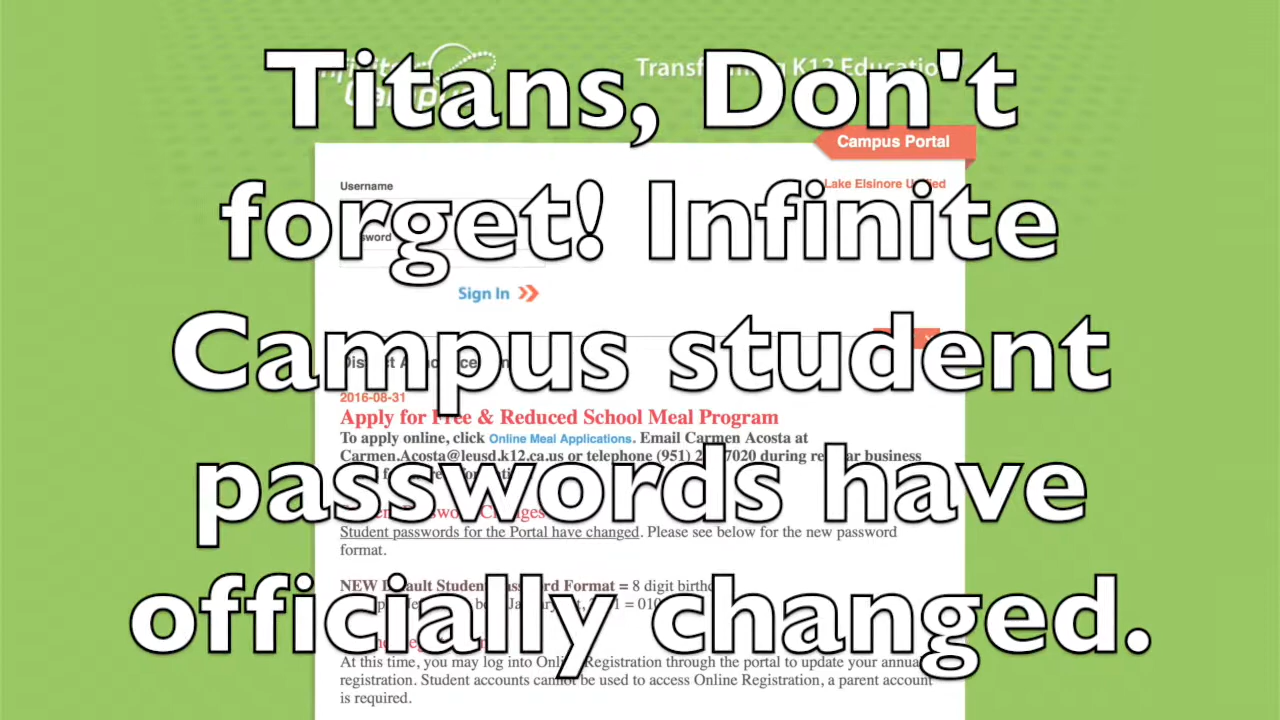 Titans, Don't
forget! Infinite
Campus student
passwords have
officially changed.
Campus Portal
Username
Lake Elsinore
Sign In
2016-08-31
Apply for Free & Reduced School Meal Program
To apply online, click Online Meal Applications. Email Carmen Acosta at
Carmen.Acosta@leusd.k12.ca.us or telephone (951) 7020 during business
Student passwords for the Portal have changed. Please see below for the new password
format.
NEW Student Format = 8 digit
At this time, you may log into Registration through the portal to update your annual
registration. Student accounts cannot be used to access Online Registration, a parent account
is required.